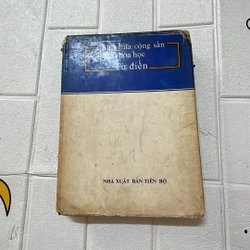 nghĩa cộng sản
khoa học
Từ điển
NHÀ XUẤT BẢN TIẾN BỘ